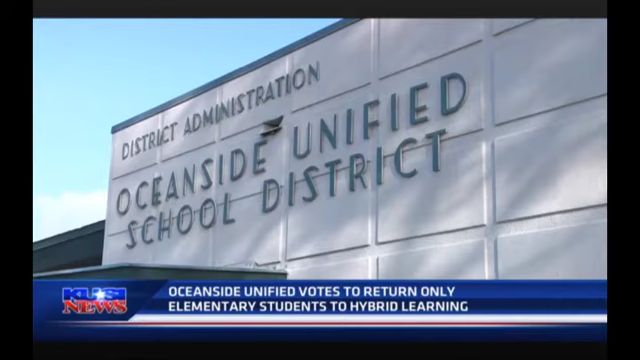 DISTRICT ADMINISTRATION
OCEANSIDE UNIFIED
SCHOOL DISTRICT
KUSI
NEWS
OCEANSIDE UNIFIED VOTES TO RETURN ONLY
ELEMENTARY STUDENTS TO HYBRID LEARNING